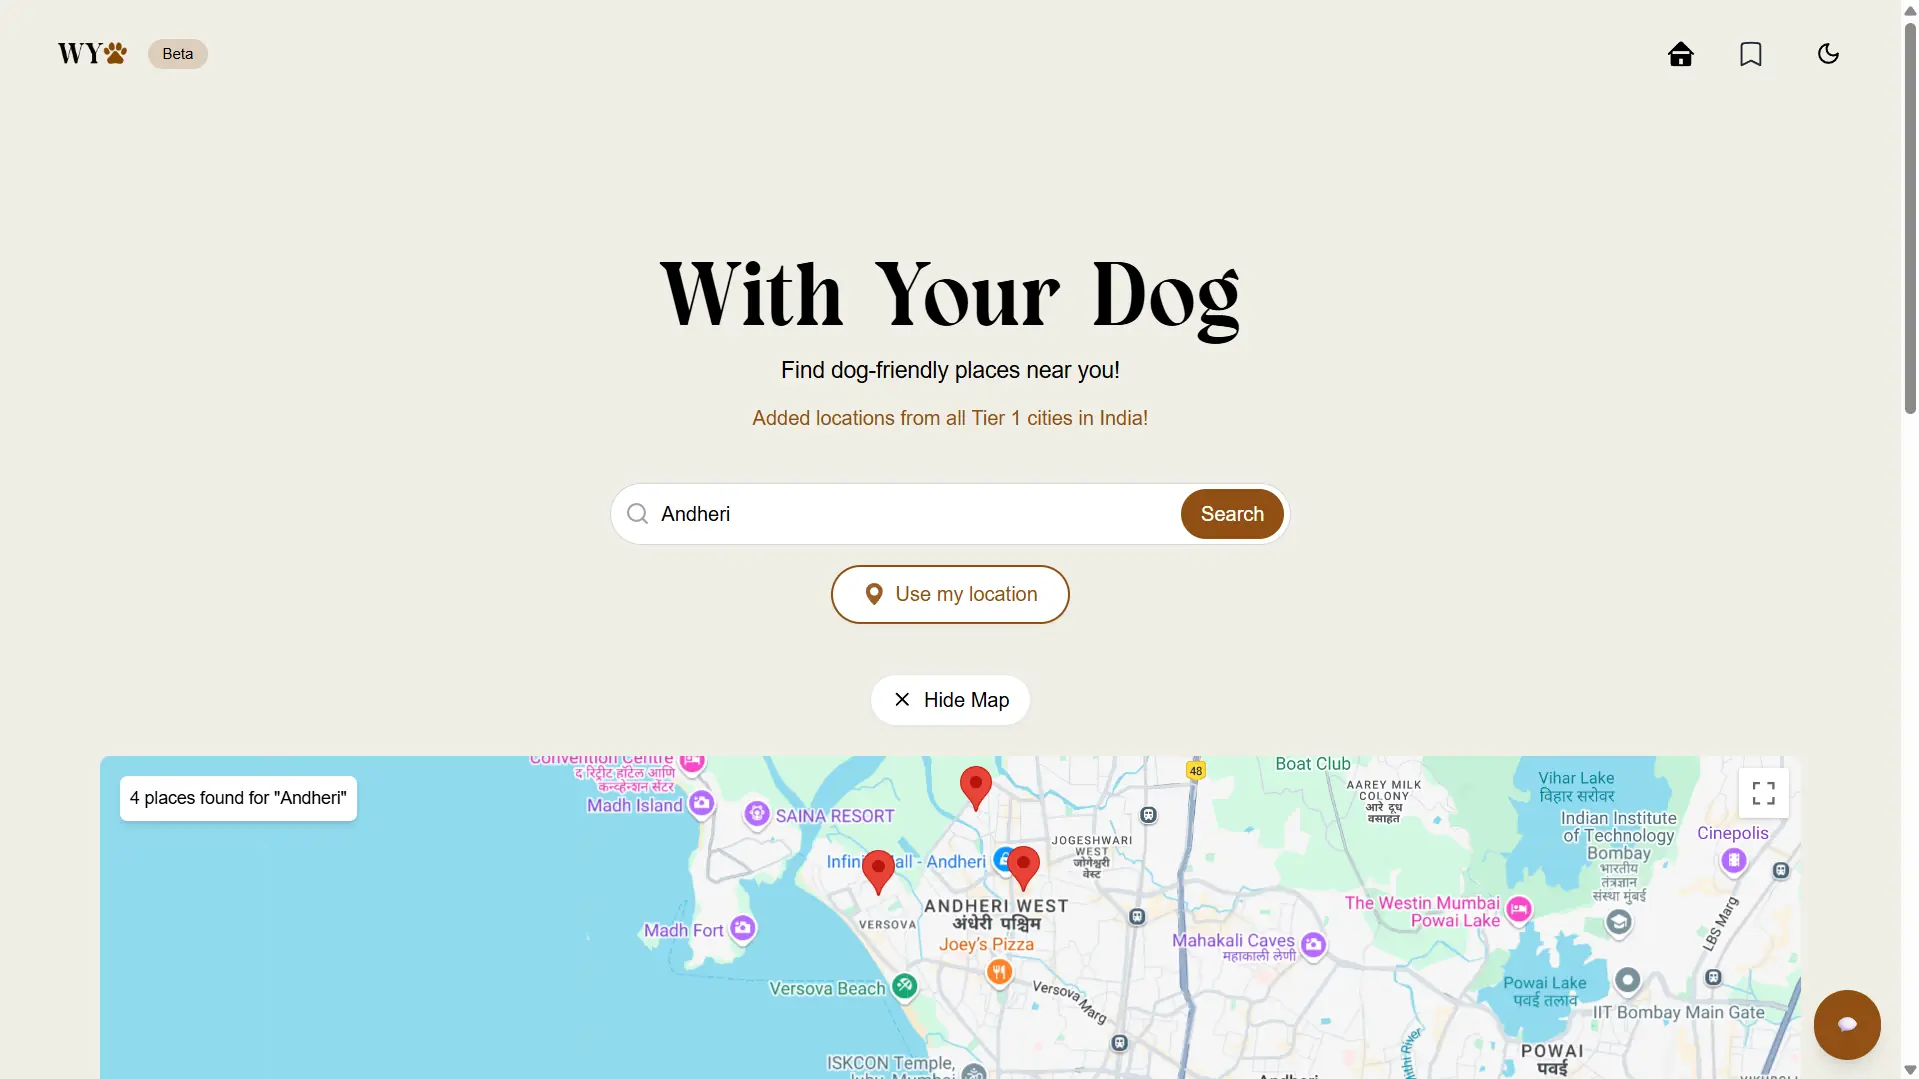 WY
Beta
With Your Dog
Find dog-friendly places near you!
Added locations from all Tier 1 cities in India!
Andheri
Search
Use my location
Hide Map
4 places found for "Andheri"
Convention Centre
द रिट्रीट हॉटेल आणि
कन्व्हेन्शन सेंटर
Madh Island
SAINA RESORT
48
Boat Club
AAREY MILK
COLONY
आरे दूध
वसाहत
Vihar Lake
विहार सरोवर
Indian Institute
of Technology
Bombay
भारतीय
तंत्रज्ञान
संस्था मुंबई
Cinepolis
JOGESHWARI
WEST
जोगेश्वरी
वेस्ट
Andheri
ANDHERI WEST
अंधेरी पश्चिम
VERSOVA
Joey's Pizza
Madh Fort
The Westin Mumbai
Powai Lake
Mahakali Caves
महाकाली लेणी
LBS Marg
Versova Beach
Versova Marg
Powai Lake
पवई तलाव
IIT Bombay Main Gate
ISKCON Temple,
POWAI
पवई